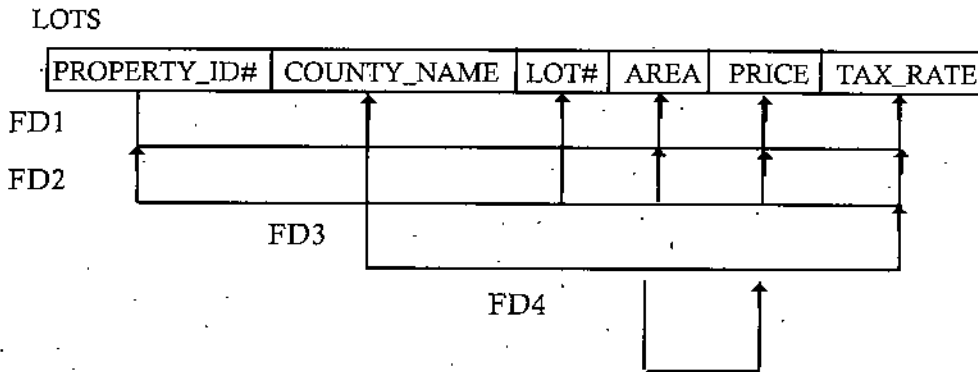 LOTS
PROPERTY_ID# COUNTY_NAME LOT# AREA PRICE TAX_RATE
FD1
FD2
FD3
FD4